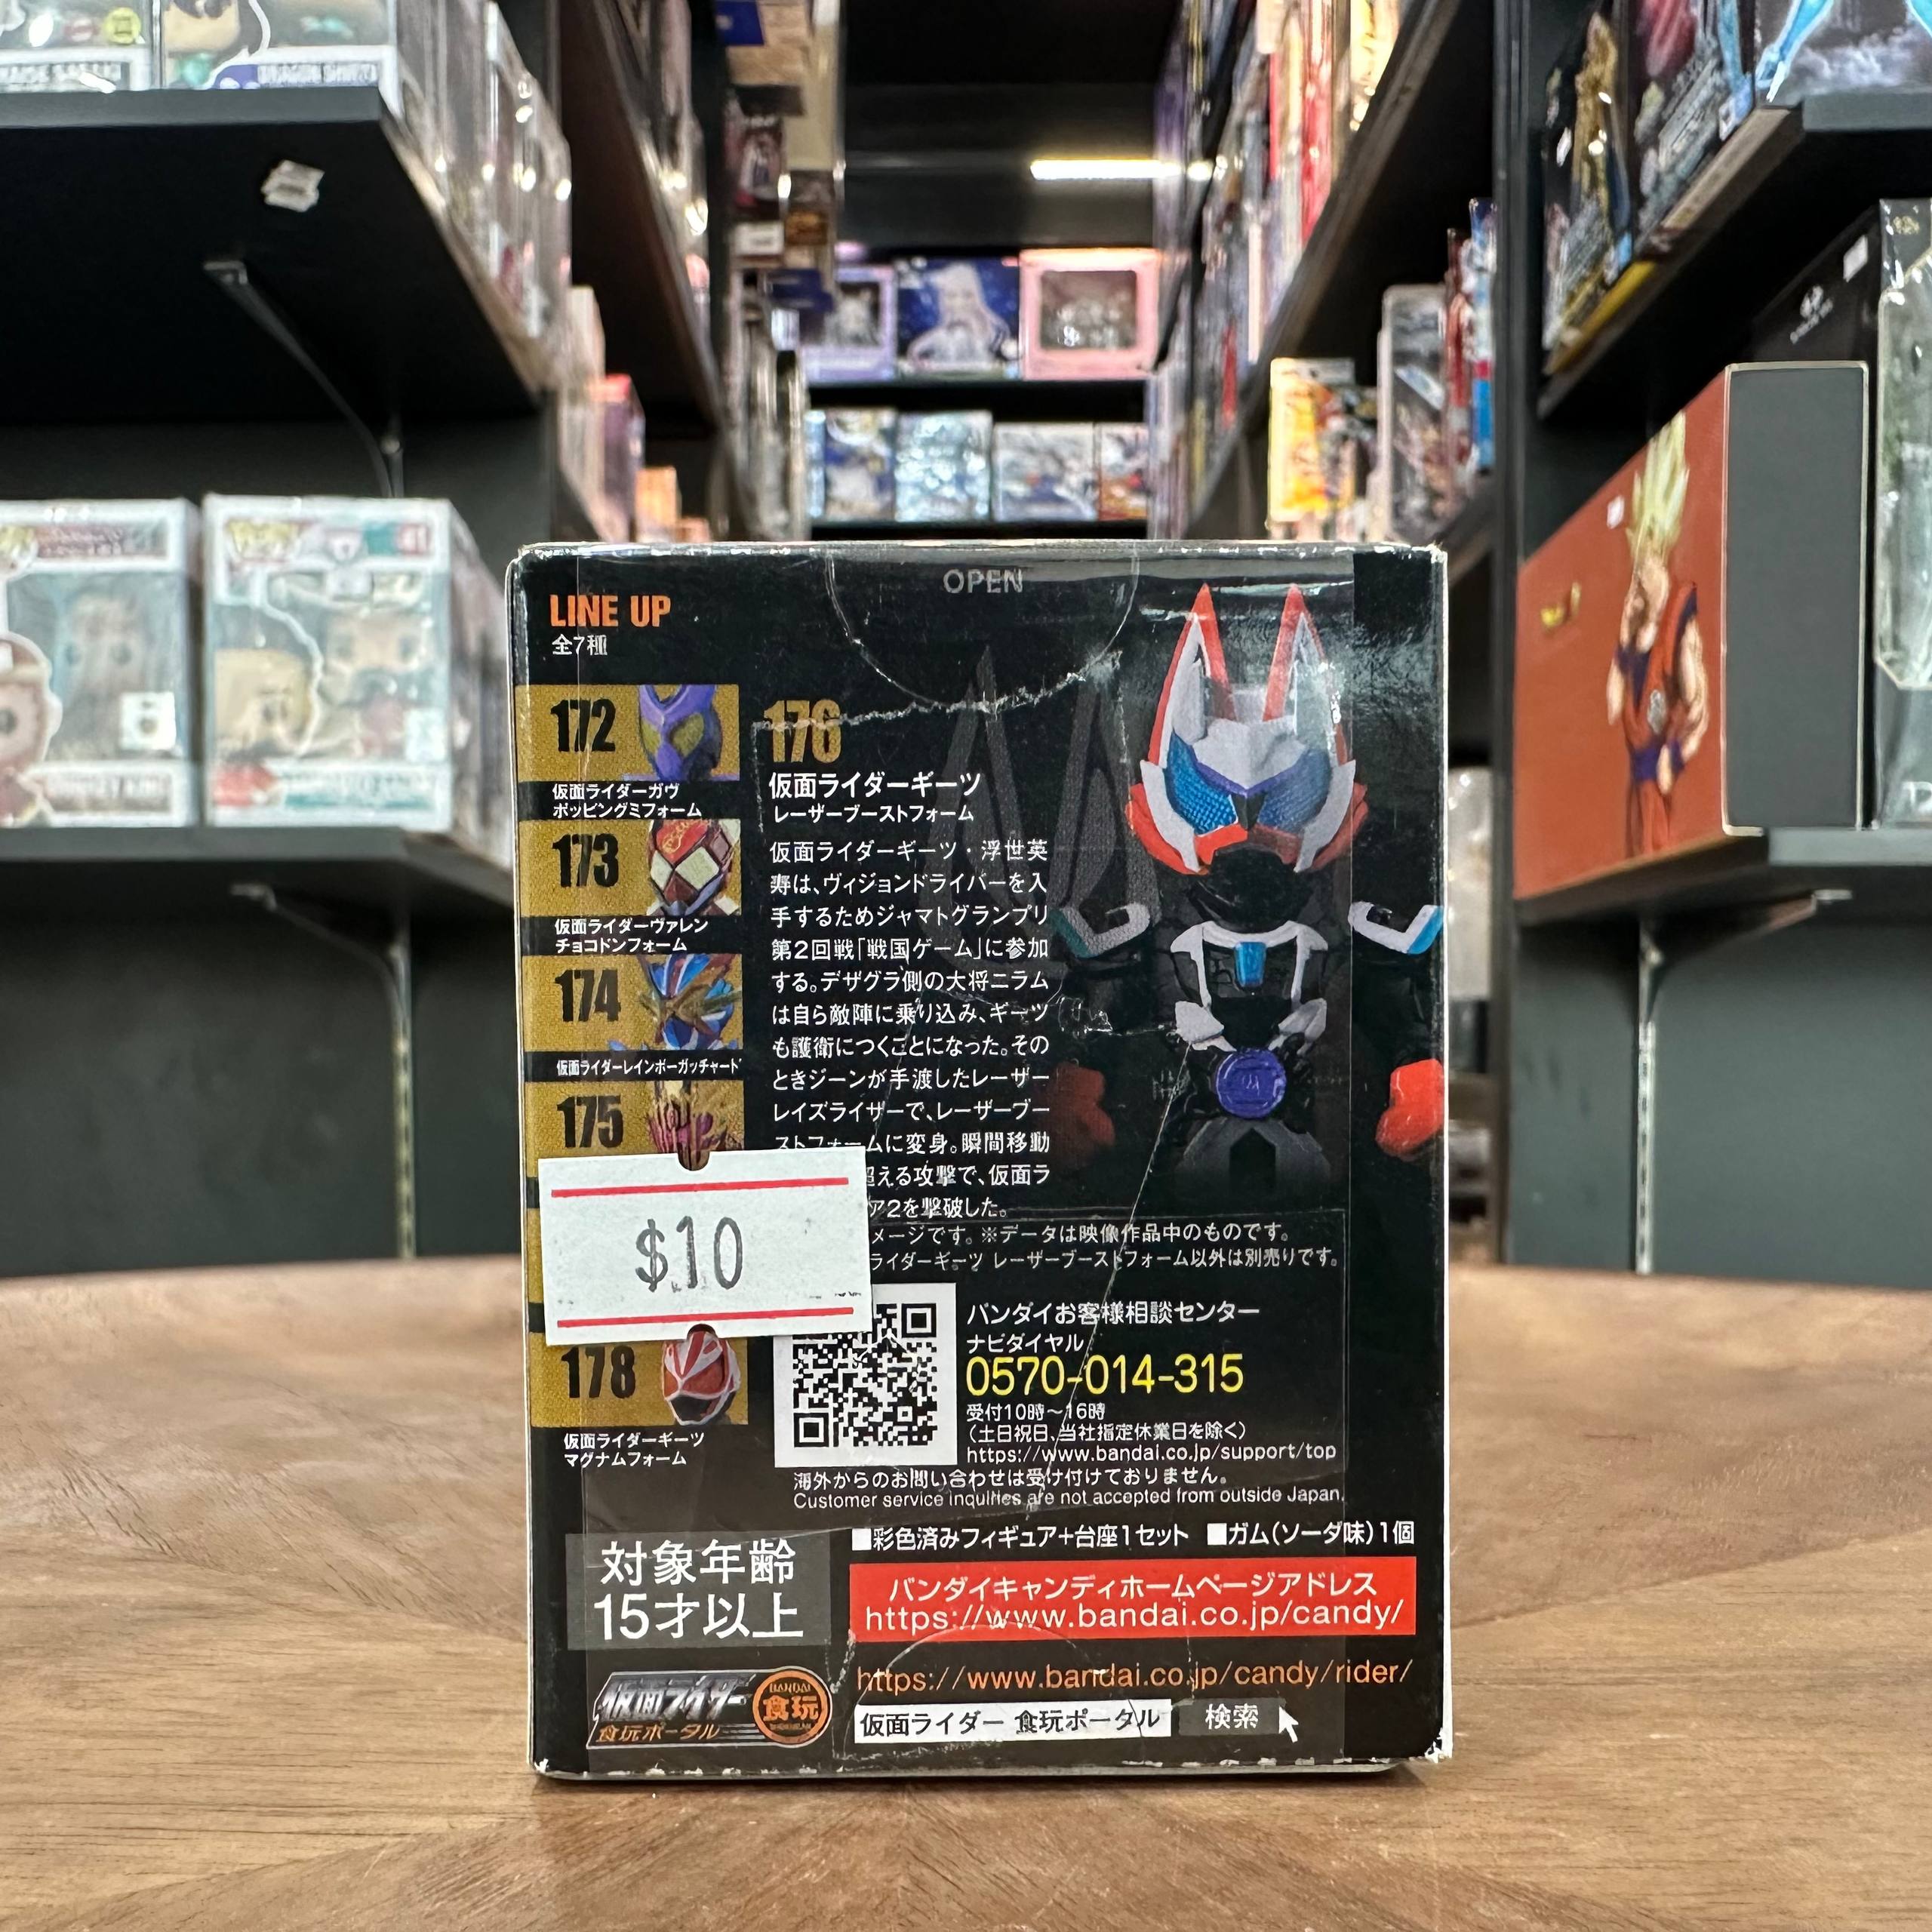 OPEN
LINE UP
全7種
172
仮面ライダーガヴ
ポッピングミフォーム
173
仮面ライダーヴァレン
チョコドンフォーム
174
仮面ライダーレインボーガッチャード
175
178
仮面ライダーギーツ
マグナムフォーム
176
仮面ライダーギーツ
レーザーブーストフォーム
仮面ライダーギーツ・浮世英
寿は、ヴィジョンドライバーを入
手するためジャマトグランプリ
第2回戦「戦国ゲーム」に参加
する。デザグラ側の大将ニラム
は自ら敵陣に乗り込み、ギーツ
も護衛につくことになった。その
ときジーンが手渡したレーザー
レイズライザーで、レーザーブー
ストフォームに変身。瞬間移動
超える攻撃で、仮面ラ
ア2を撃破した。
メージです。※データは映像作品中のものです。
ライダーギーツ レーザーブーストフォーム以外は別売りです。
$10
バンダイお客様相談センター
ナビダイヤル
0570-014-315
受付10時~16時
(土日祝日、当社指定休業日を除く)
https://www.bandai.co.jp/support/top
海外からのお問い合わせは受け付けておりません。
Customer service inquiries are not accepted from outside Japan.
■彩色済みフィギュア+台座1セット ■ガム(ソーダ味)1個
対象年齢
15才以上
バンダイキャンディホームページアドレス
https://www.bandai.co.jp/candy/
https://www.bandai.co.jp/candy/rider/
仮面ライダー
食玩ポータル
BANDAI
食玩
仮面ライダー 食玩ポータル 検索